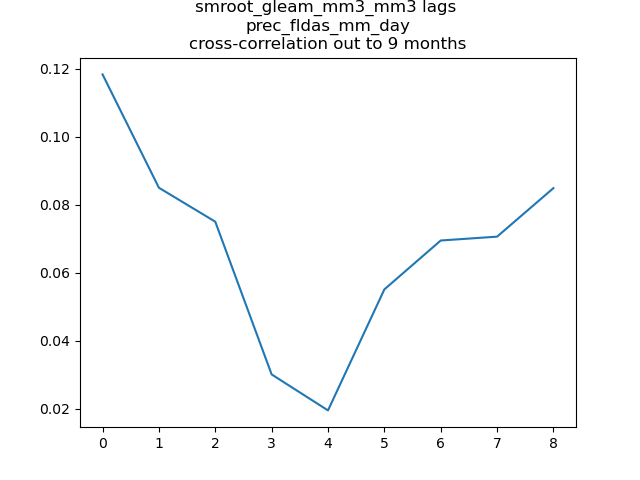 smroot_gleam_mm3_mm3 lags
prec_fldas_mm_day
cross-correlation out to 9 months
0.12
0.10
0.08
0.06
0.04
0.02
0 1 2 3 4 5 6 7 8